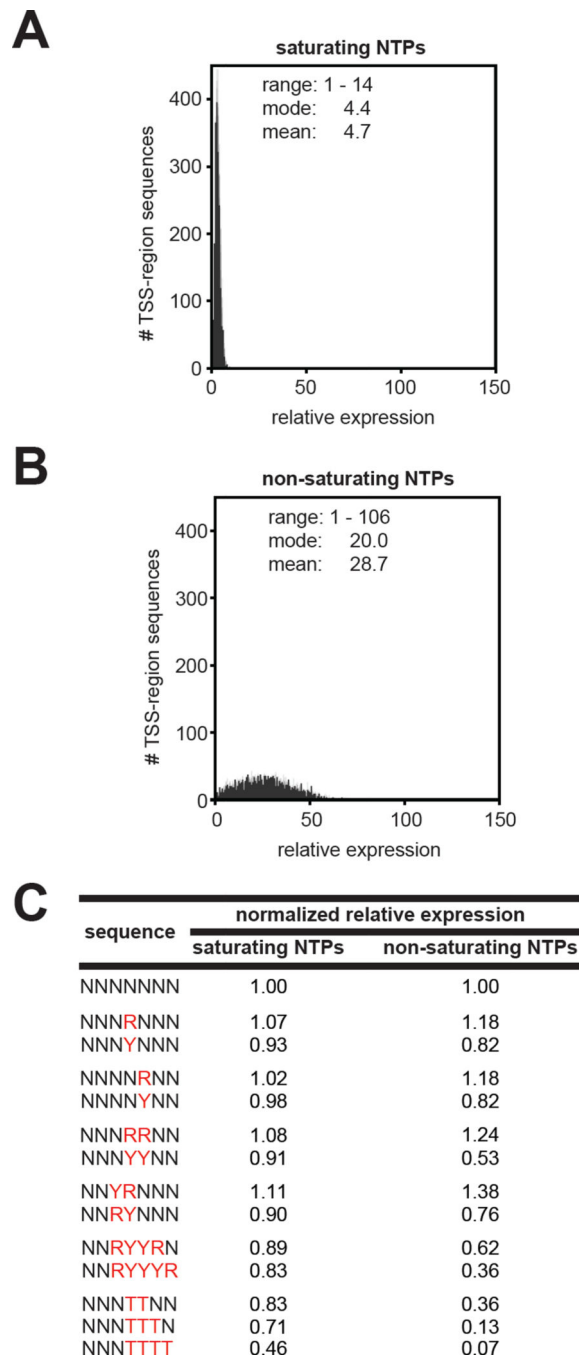 A
saturating NTPs
range: 1 - 14
mode: 4.4
mean: 4.7
400
300
200
100
0
# TSS-region sequences
0 50 100 150
relative expression
B
non-saturating NTPs
range: 1 - 106
mode: 20.0
mean: 28.7
400
300
200
100
0
# TSS-region sequences
0 50 100 150
relative expression
C
sequence normalized relative expression
saturating NTPs non-saturating NTPs
NNNNNNN 1.00 1.00
NNNRNNN 1.07 1.18
NNNYNNN 0.93 0.82
NNNNRNN 1.02 1.18
NNNNYNN 0.98 0.82
NNNRRNN 1.08 1.24
NNNYYNN 0.91 0.53
NNYRNNN 1.11 1.38
NNRYNNN 0.90 0.76
NNRYYRN 0.89 0.62
NNRYYYR 0.83 0.36
NNNTTNN 0.83 0.36
NNNTTTN 0.71 0.13
NNNTTTT 0.46 0.07